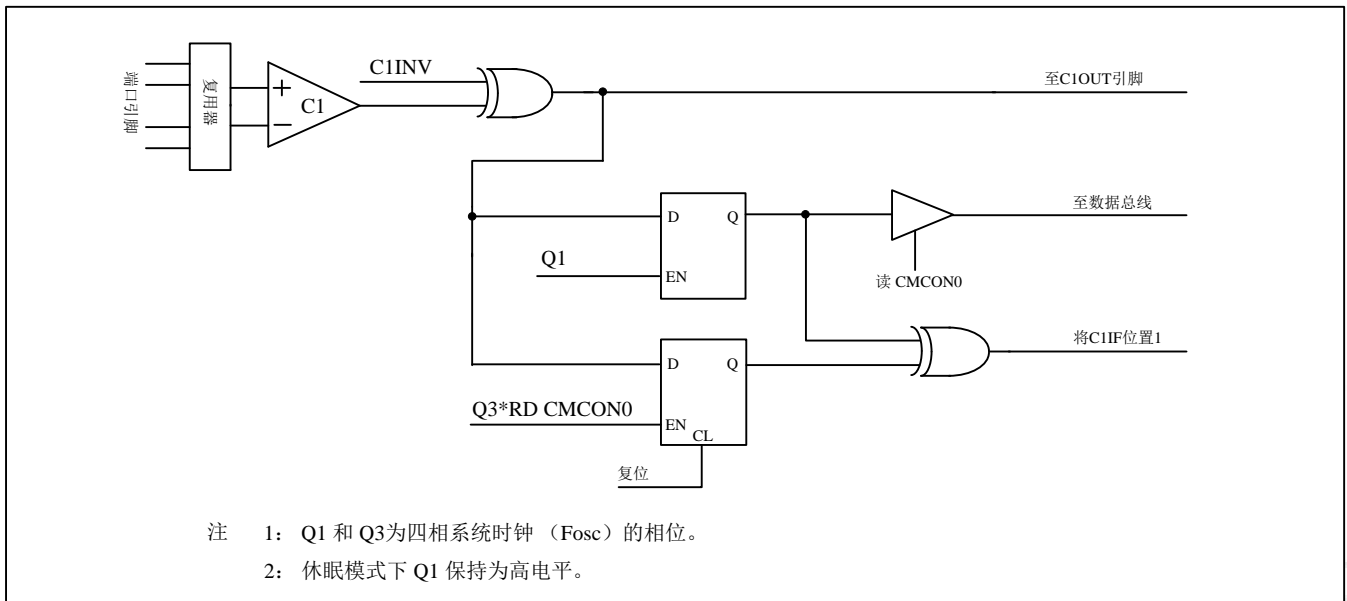 端口引脚
复用器
+
−
C1
C1INV
至C1OUT引脚
D
Q
Q1
EN
至数据总线
读 CMCON0
D
Q
Q3*RD CMCON0
EN
CL
复位
将C1IF位置1
注 1： Q1 和 Q3为四相系统时钟 （Fosc）的相位。
2： 休眠模式下 Q1 保持为高电平。